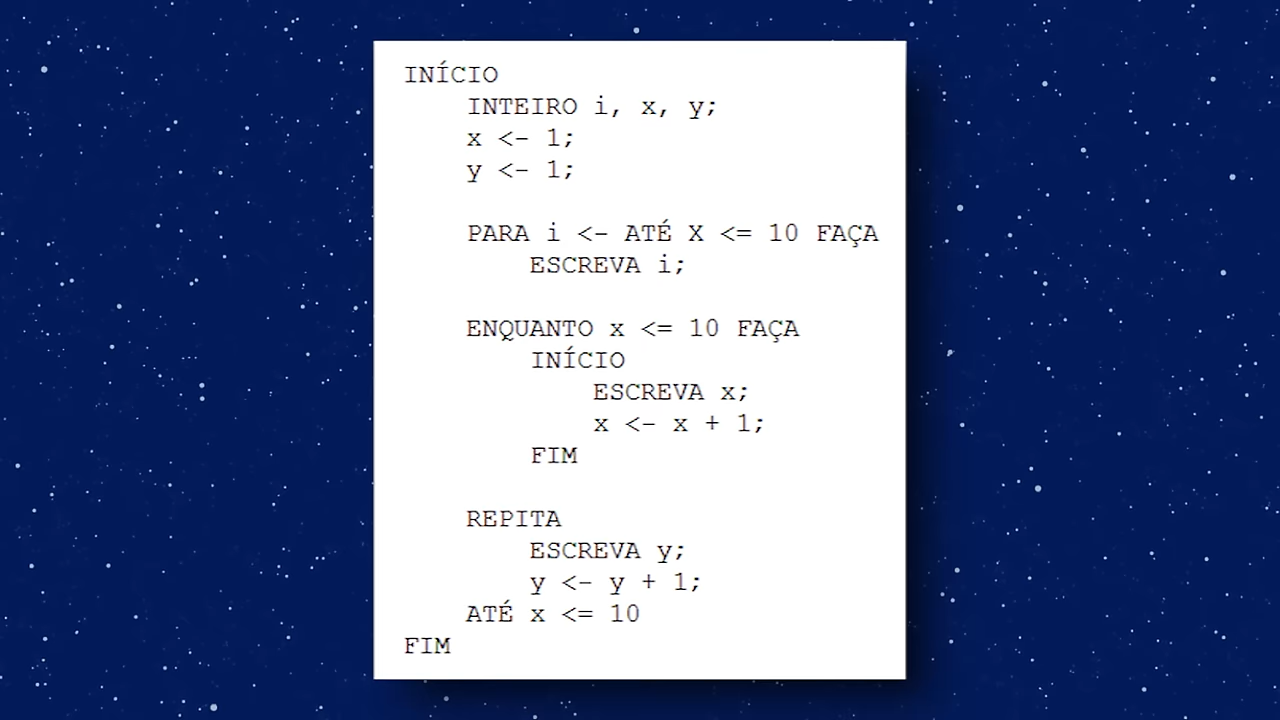 INÍCIO
INTEIRO i, x, y;
x <- 1;
y <- 1;
PARA i <- ATÉ X <= 10 FAÇA
ESCREVA i;
ENQUANTO x <= 10 FAÇA
INÍCIO
ESCREVA x;
x <- x + 1;
FIM
REPITA
ESCREVA y;
y <- y + 1;
ATÉ x <= 10
FIM